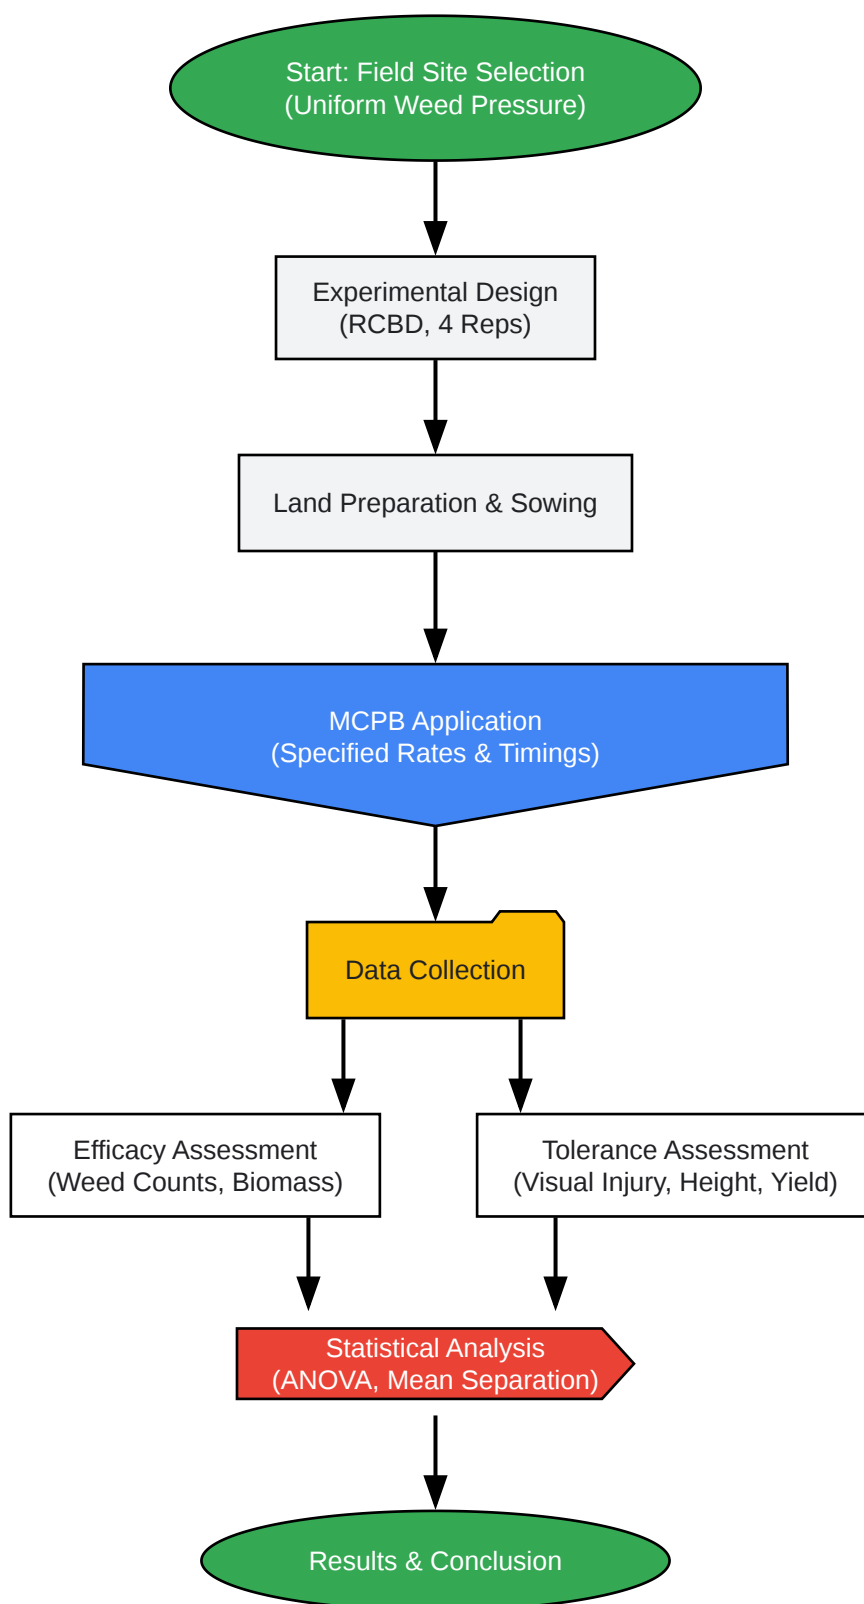 Start: Field Site Selection
(Uniform Weed Pressure)
Experimental Design
(RCBD, 4 Reps)
Land Preparation & Sowing
MCPB Application
(Specified Rates & Timings)
Data Collection
Efficacy Assessment
(Weed Counts, Biomass)
Tolerance Assessment
(Visual Injury, Height, Yield)
Statistical Analysis
(ANOVA, Mean Separation)
Results & Conclusion